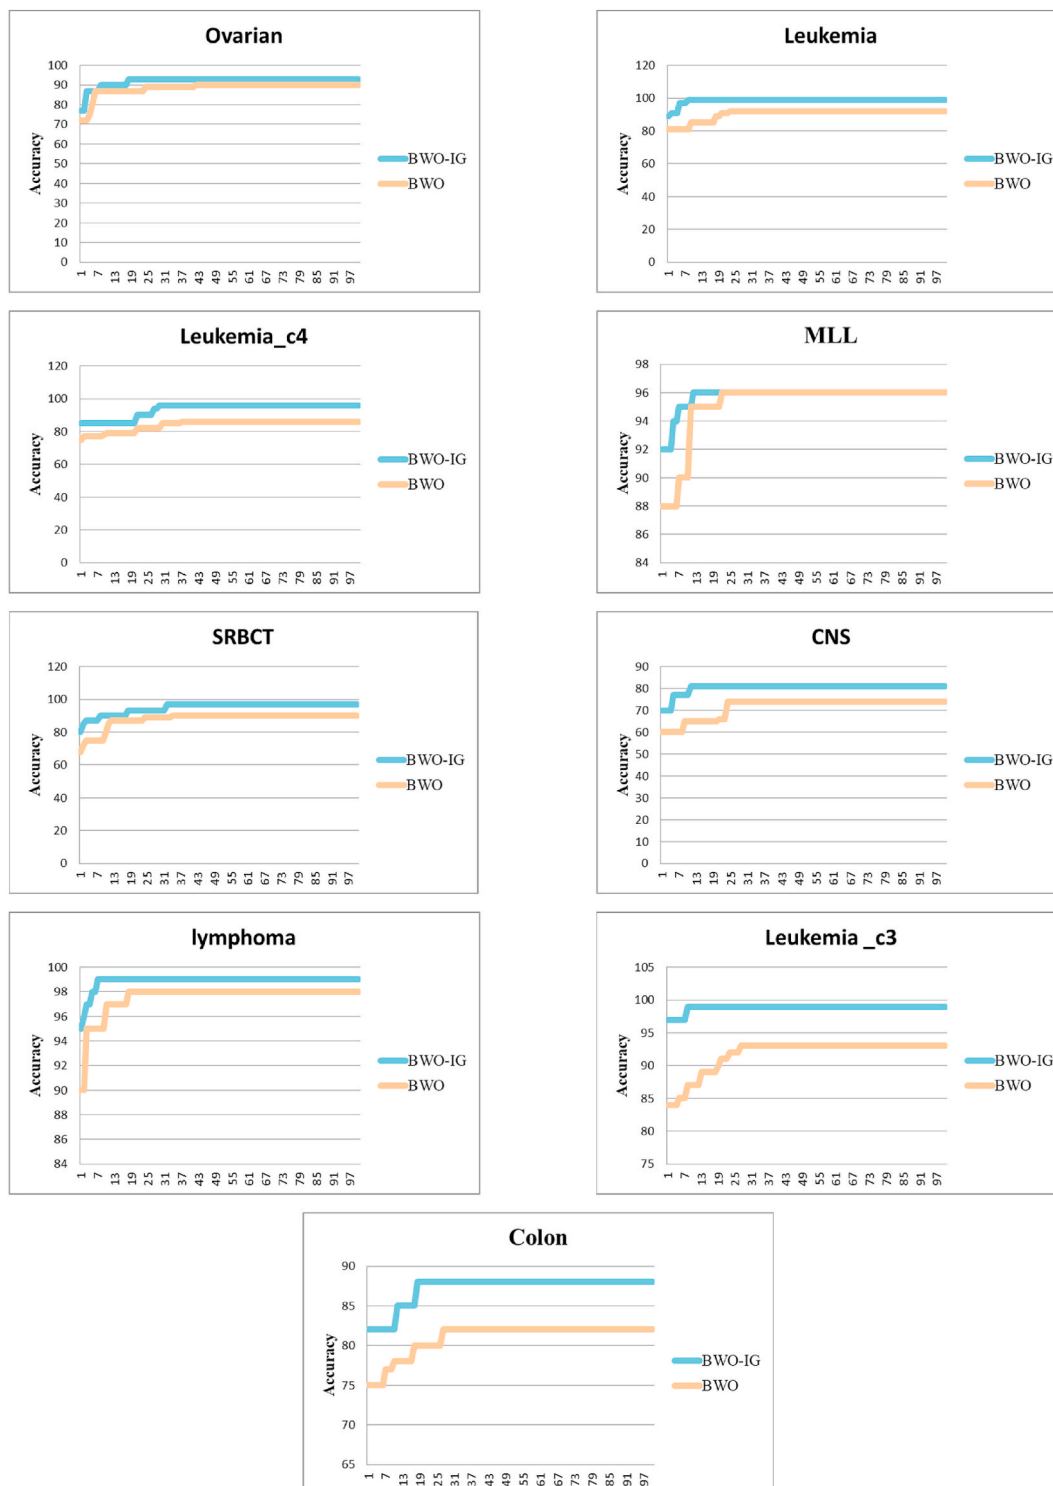 Ovarian
100
90
80
70
60
50
40
30
20
10
0
Accuracy
1 7 13 19 25 31 37 43 49 55 61 67 73 79 85 91 97
BWO-IG
BWO
Leukemia
120
100
80
60
40
20
0
Accuracy
1 7 13 19 25 31 37 43 49 55 61 67 73 79 85 91 97
BWO-IG
BWO
Leukemia_c4
120
100
80
60
40
20
0
Accuracy
1 7 13 19 25 31 37 43 49 55 61 67 73 79 85 91 97
BWO-IG
BWO
MLL
98
96
94
92
90
88
86
84
Accuracy
1 7 13 19 25 31 37 43 49 55 61 67 73 79 85 91 97
BWO-IG
BWO
SRBCT
120
100
80
60
40
20
0
Accuracy
1 7 13 19 25 31 37 43 49 55 61 67 73 79 85 91 97
BWO-IG
BWO
CNS
90
80
70
60
50
40
30
20
10
0
Accuracy
1 7 13 19 25 31 37 43 49 55 61 67 73 79 85 91 97
BWO-IG
BWO
lymphoma
100
98
96
94
92
90
88
86
84
Accuracy
1 7 13 19 25 31 37 43 49 55 61 67 73 79 85 91 97
BWO-IG
BWO
Leukemia _c3
105
100
95
90
85
80
75
Accuracy
1 7 13 19 25 31 37 43 49 55 61 67 73 79 85 91 97
BWO-IG
BWO
Colon
90
85
80
75
70
65
Accuracy
1 7 13 19 25 31 37 43 49 55 61 67 73 79 85 91 97
BWO-IG
BWO